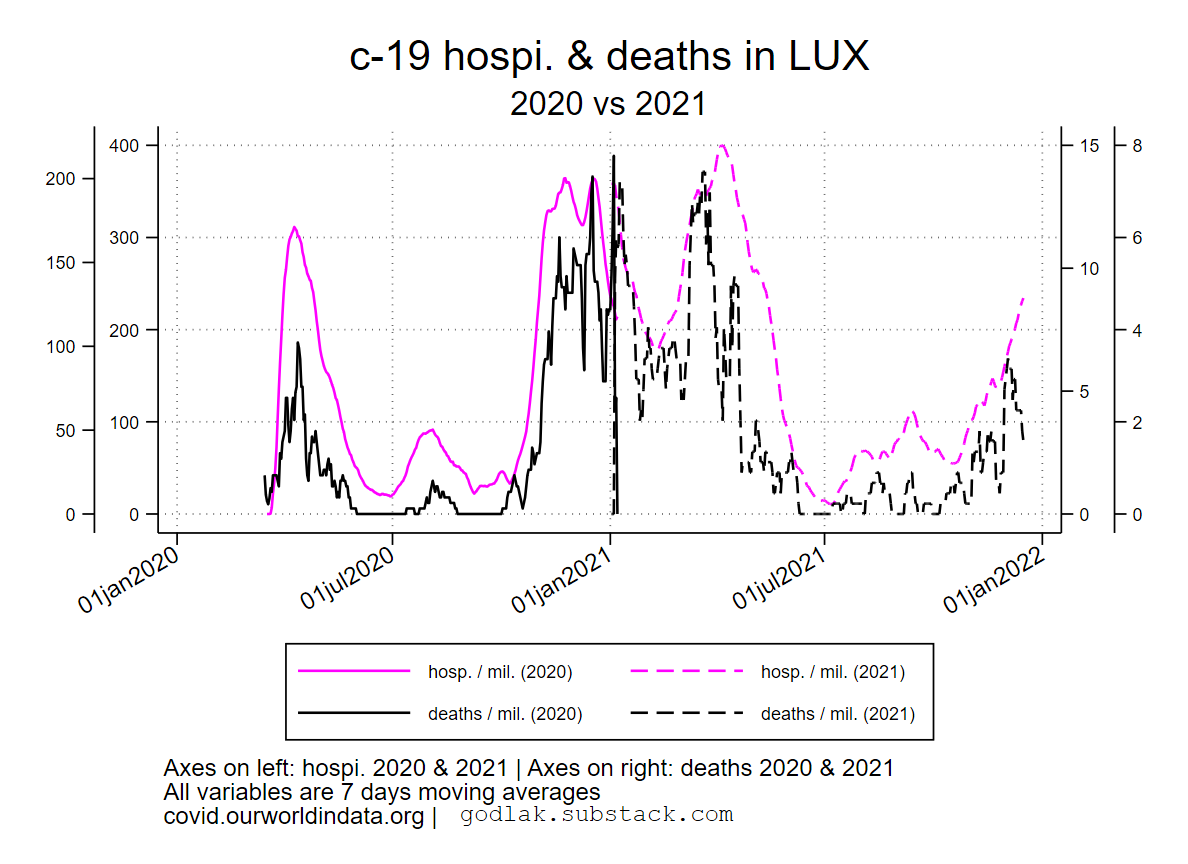 c-19 hospi. & deaths in LUX
2020 vs 2021
200
150
100
50
0
400
300
200
100
0
15
10
5
0
8
6
4
2
0
01jan2020
01jul2020
01jan2021
01jul2021
01jan2022
hosp. / mil. (2020)
hosp. / mil. (2021)
deaths / mil. (2020)
deaths / mil. (2021)
Axes on left: hospi. 2020 & 2021 | Axes on right: deaths 2020 & 2021
All variables are 7 days moving averages
covid.ourworldindata.org | godlak.substack.com